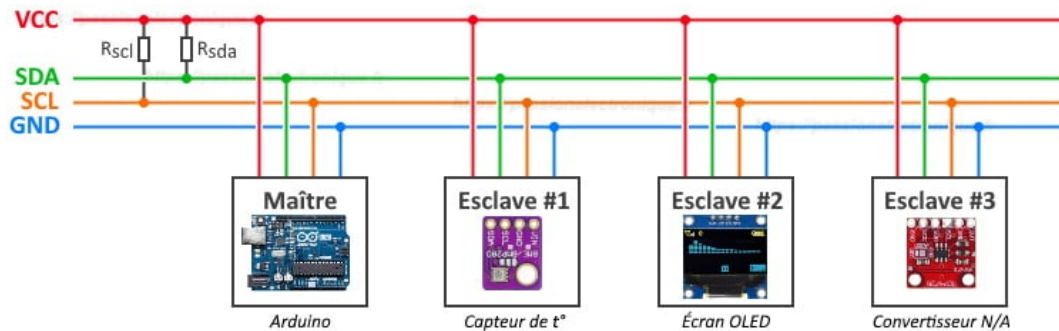 VCC
Rscl
Rsda
SDA
SCL
GND
Maître
Esclave #1
Esclave #2
Esclave #3
Arduino
Capteur de t°
Écran OLED
Convertisseur N/A